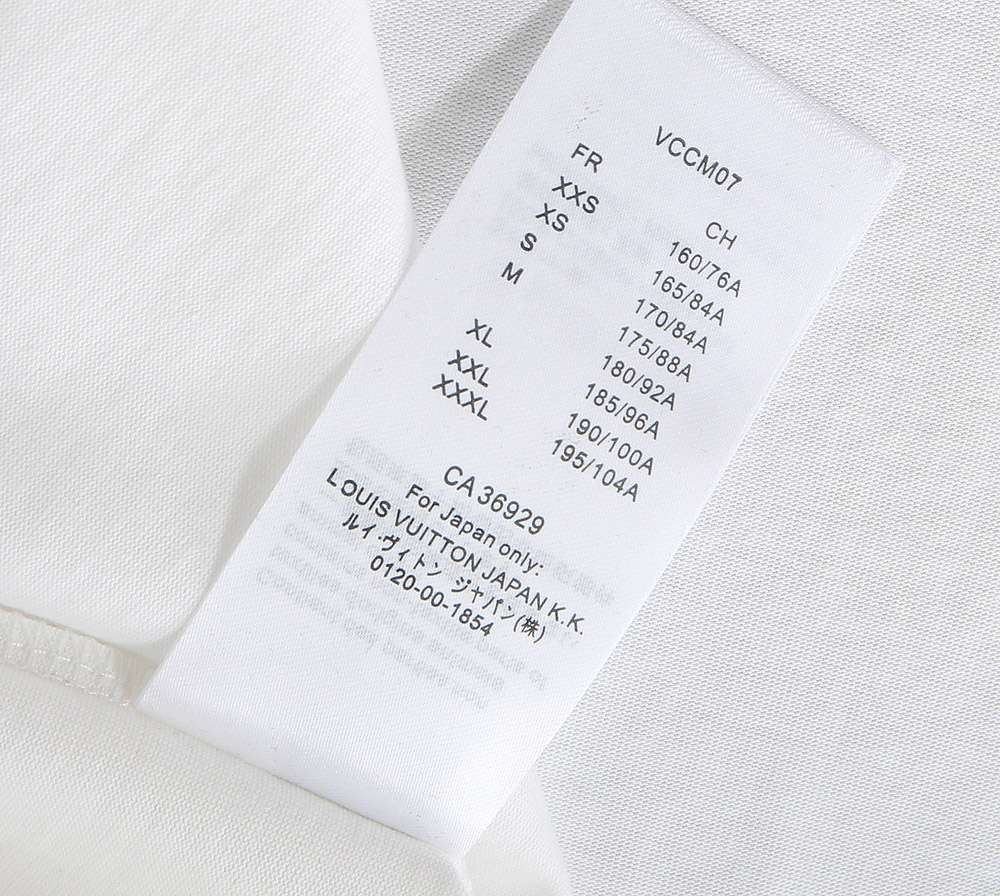 VCCM07
FR CH
XXS 160/76A
XS 165/84A
S 170/84A
M 175/88A
180/92A
XL 185/96A
XXL 190/100A
XXXL 195/104A
CA 36929
For Japan only:
LOUIS VUITTON JAPAN K.K.
ルイ・ヴィトン ジャパン(株)
0120-00-1854